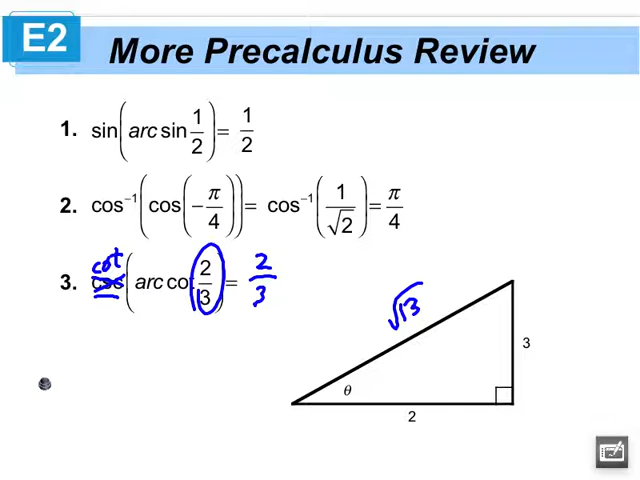 E2
More Precalculus Review
1. sin(arc sin 1/2) = 1/2
2. cos⁻¹(cos(−π/4)) = cos⁻¹(1/√2) = π/4
cot
3. csc(arc cot 2/3) = 2/3
√13
3
θ
2